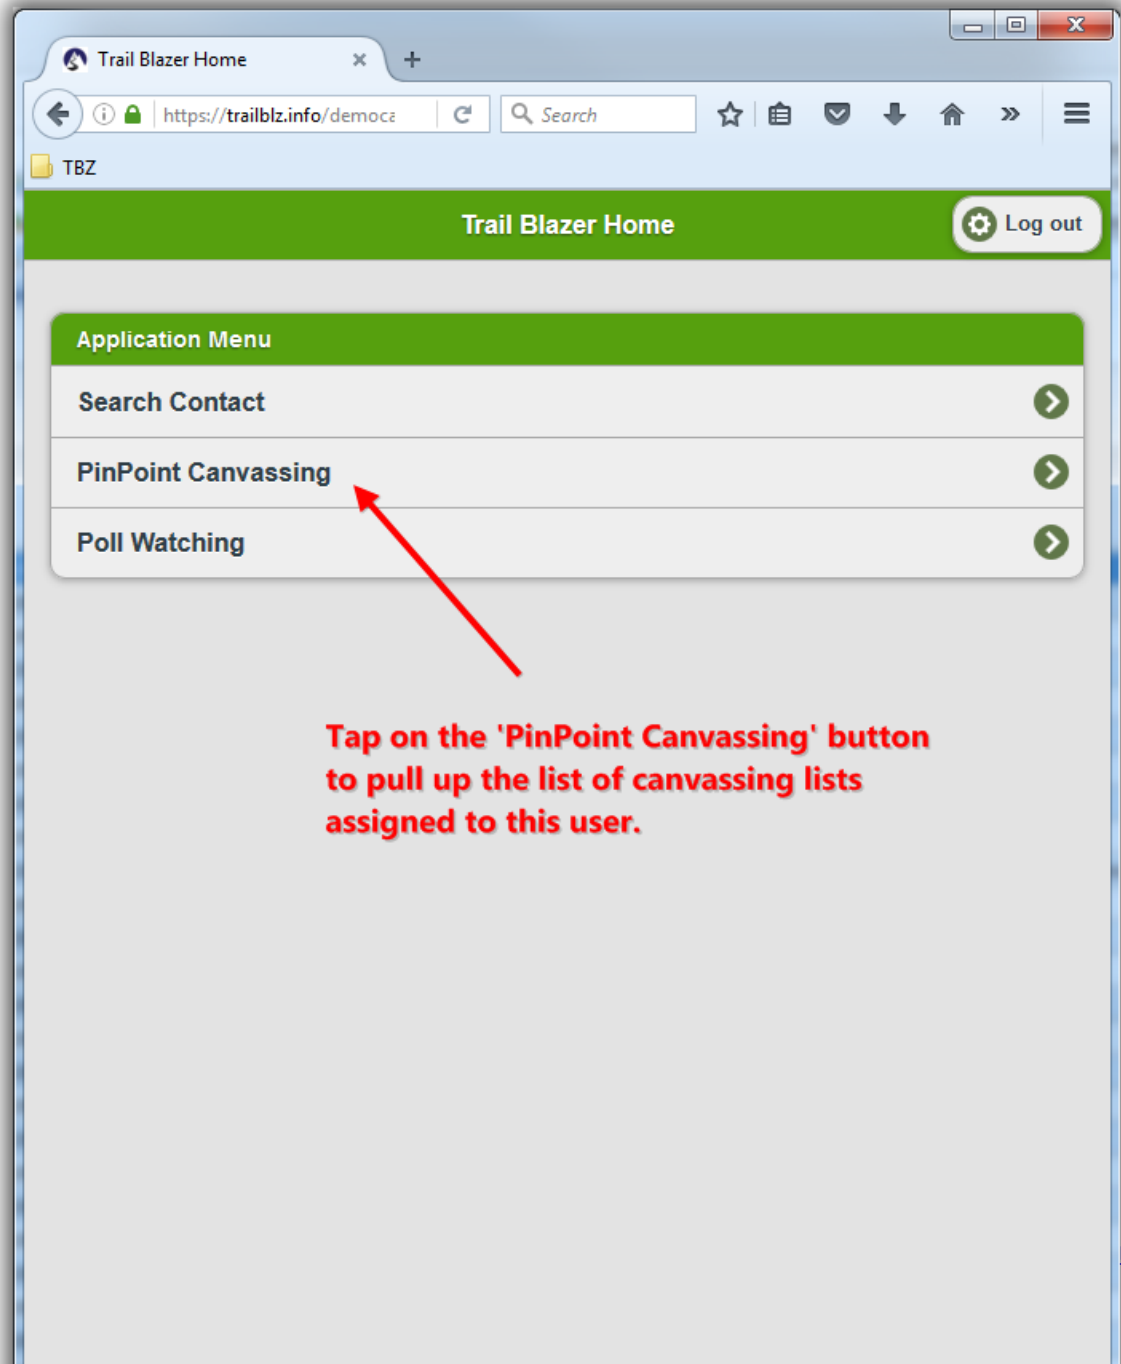 Trail Blazer Home
https://trailblz.info/democa
Search
TBZ
Trail Blazer Home
Log out
Application Menu
Search Contact
PinPoint Canvassing
Poll Watching
Tap on the 'PinPoint Canvassing' button
to pull up the list of canvassing lists
assigned to this user.